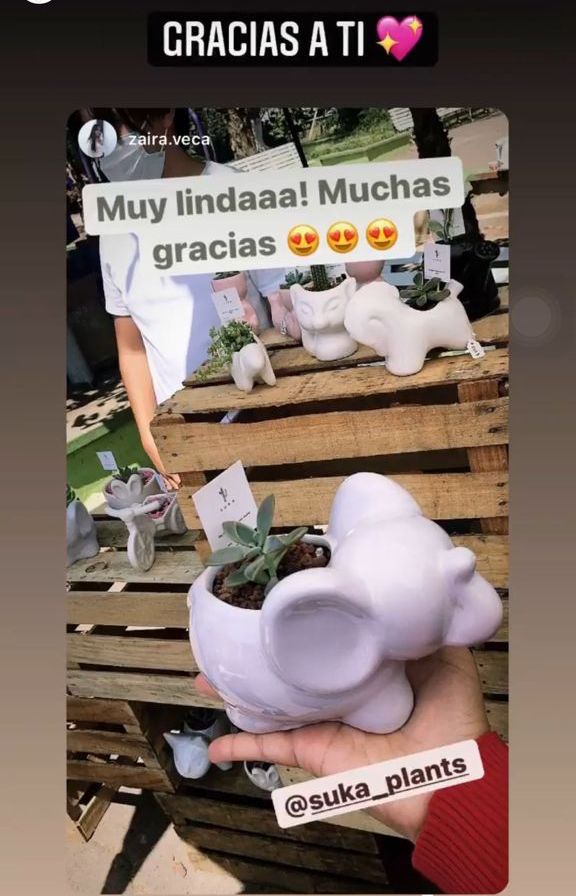 GRACIAS A TI 💖
zaira.veca
Muy lindaaa! Muchas
gracias 😍😍😍
@suka_plants